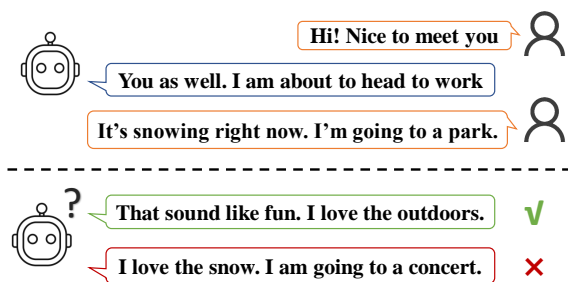 Hi! Nice to meet you
You as well. I am about to head to work
It's snowing right now. I'm going to a park.
?
That sound like fun. I love the outdoors.
√
I love the snow. I am going to a concert.
×